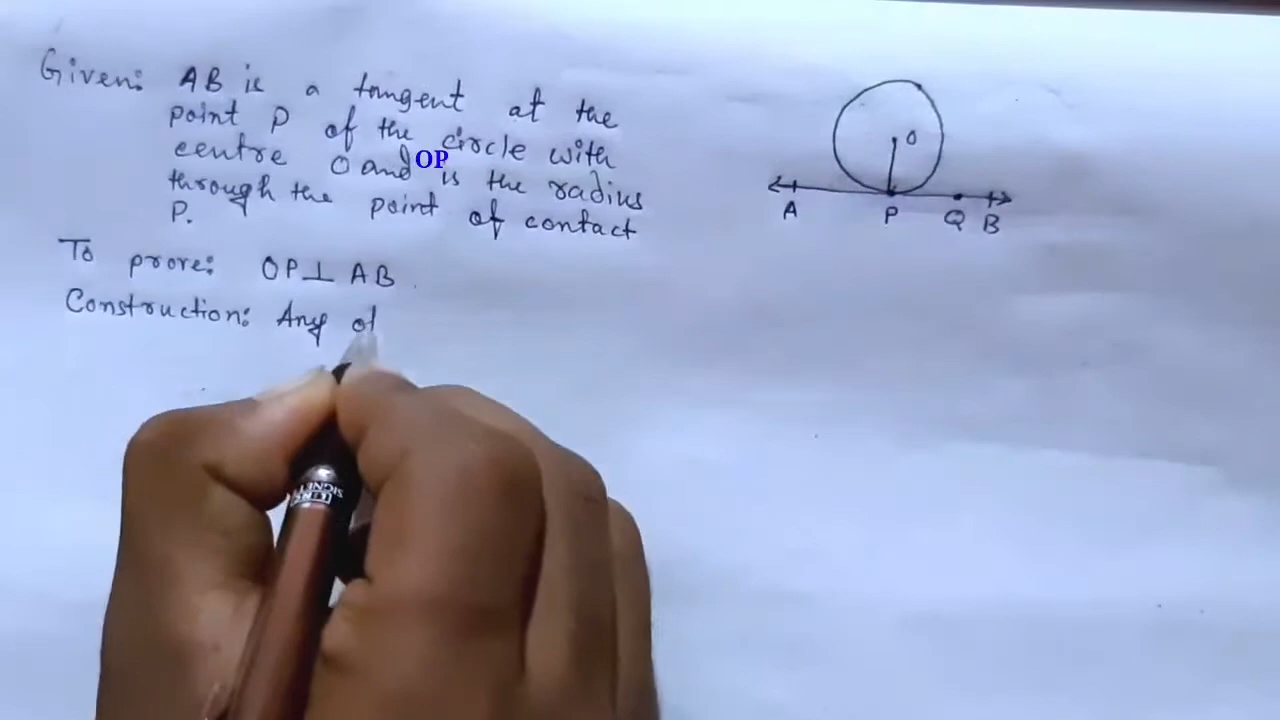 Given: AB is a tangent at the
point P of the circle with
centre O and OP is the radius
through the point of contact
P.
To prove: OP⊥AB.
Construction: Any ot
O
A P Q B